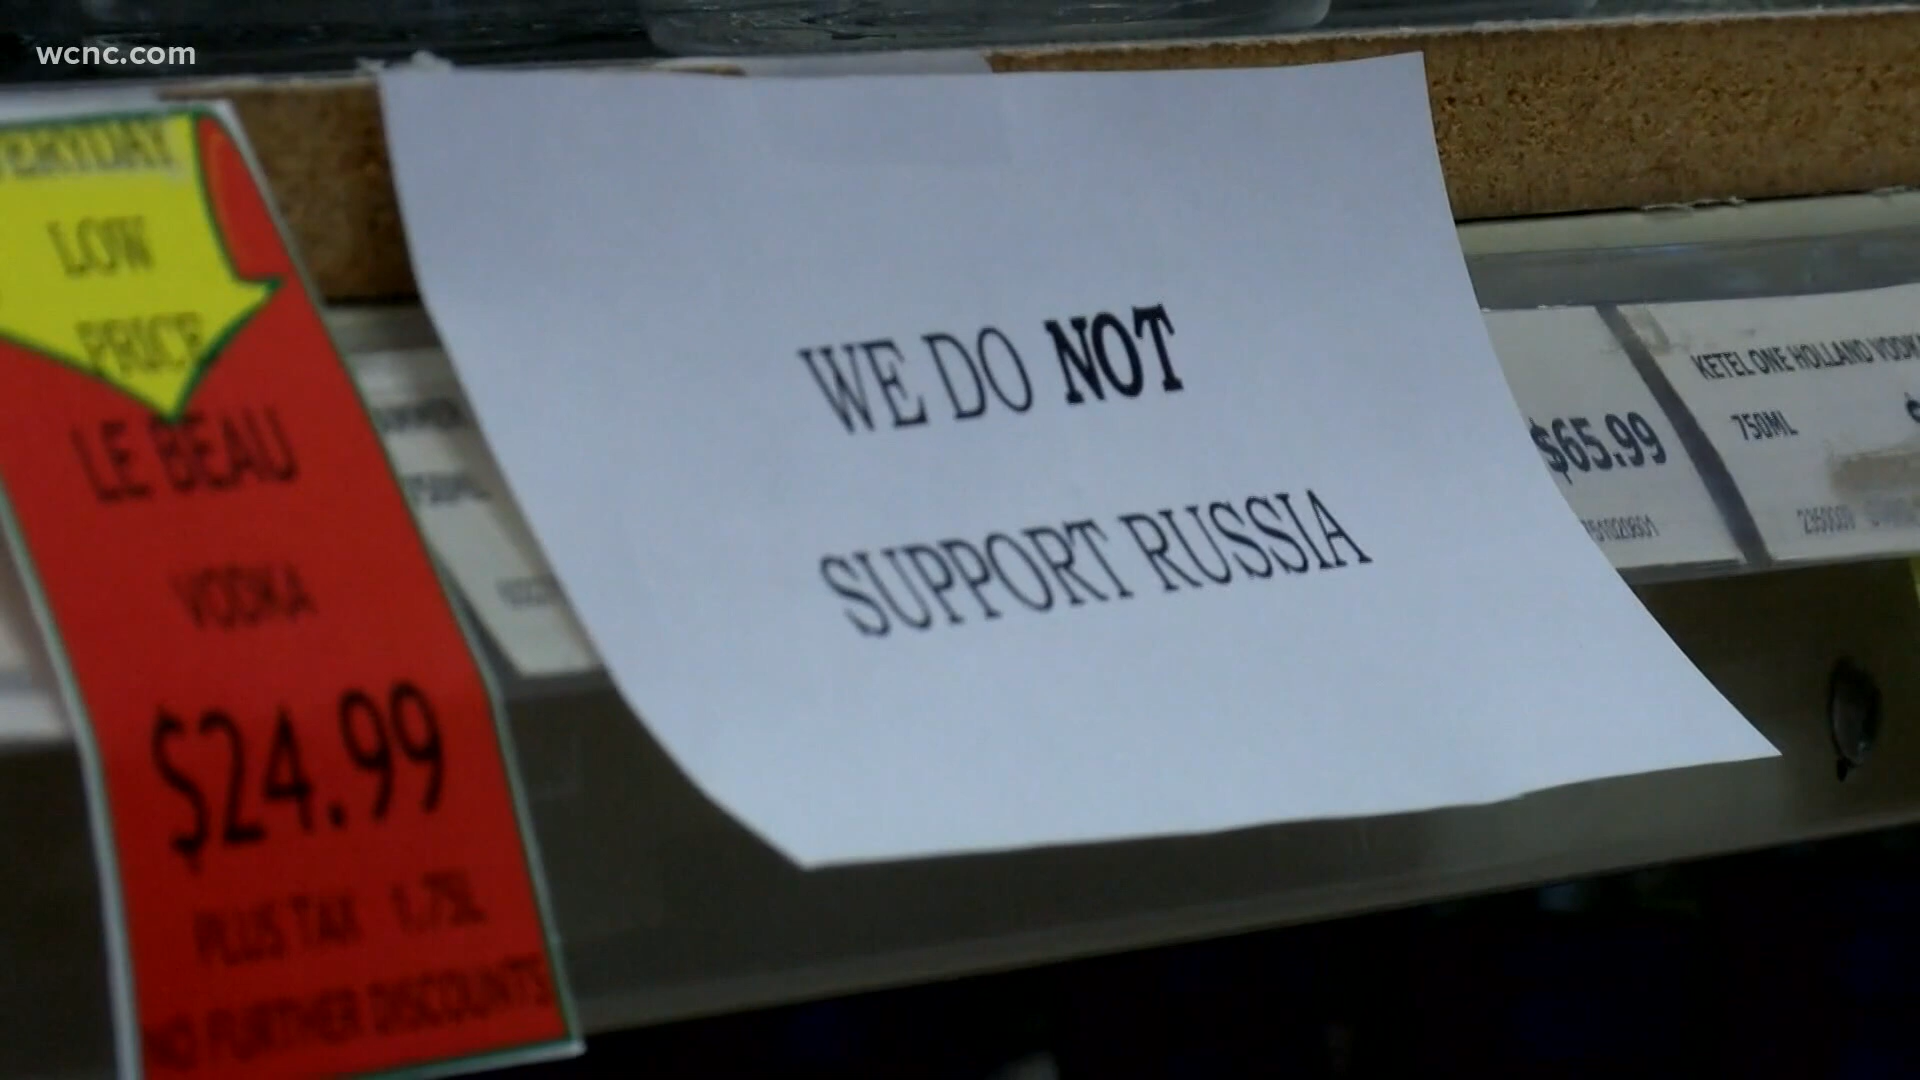 wcnc.com
LOW
PRICE
LE BEAU
VODKA
$24.99
PLUS TAX 1.75L
NO FURTHER DISCOUNTS
WE DO NOT
SUPPORT RUSSIA
$65.99
KETEL ONE HOLLAND VODKA
750ML